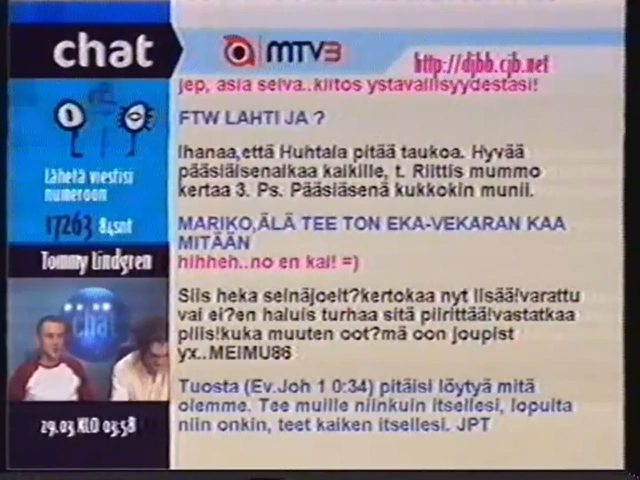 chat
MTV3
http://djbb.cjb.net
jep, asia selva..kiitos ystavallisyydestasi!
FTW LAHTI JA ?
Ihanaa,että Huhtala pitää taukoa. Hyvää
pääsiäisenaikaa kaikille, t. Riittis mummo
kertaa 3. Ps. Pääsiäsenä kukkokin munii.
Lähetä viestisi
numeroon
17263 84snt
MARIKO,ÄLÄ TEE TON EKA-VEKARAN KAA
MITÄÄN
hihheh..no en kai! =)
Tommy Lindgren
chat
Siis heka seinäjoelt?kertokaa nyt lisää!varattu
vai ei?en haluis turhaa sitä piirittää!vastatkaa
pliis!kuka muuten oot?mä oon joupist
yx..MEIMU86
Tuosta (Ev.Joh 1 0:34) pitäisi löytyä mitä
olemme. Tee muille niinkuin itsellesi, lopulta
niin onkin, teet kaiken itsellesi. JPT
29.03 KLO 03:58